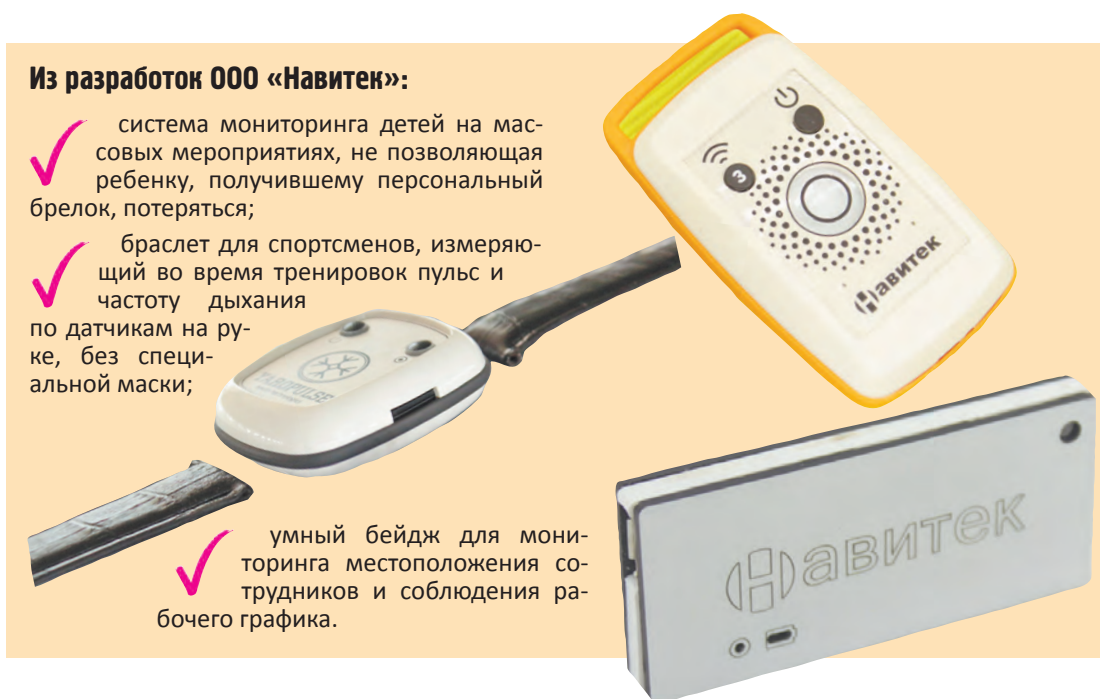 Из разработок ООО «Навитек»:
система мониторинга детей на мас-
совых мероприятиях, не позволяющая
ребенку, получившему персональный
брелок, потеряться;
браслет для спортсменов, измеряю-
щий во время тренировок пульс и
частоту дыхания
по датчикам на ру-
ке, без специ-
альной маски;
умный бейдж для мони-
торинга местоположения со-
трудников и соблюдения ра-
бочего графика.
3
Навитек
Навитек